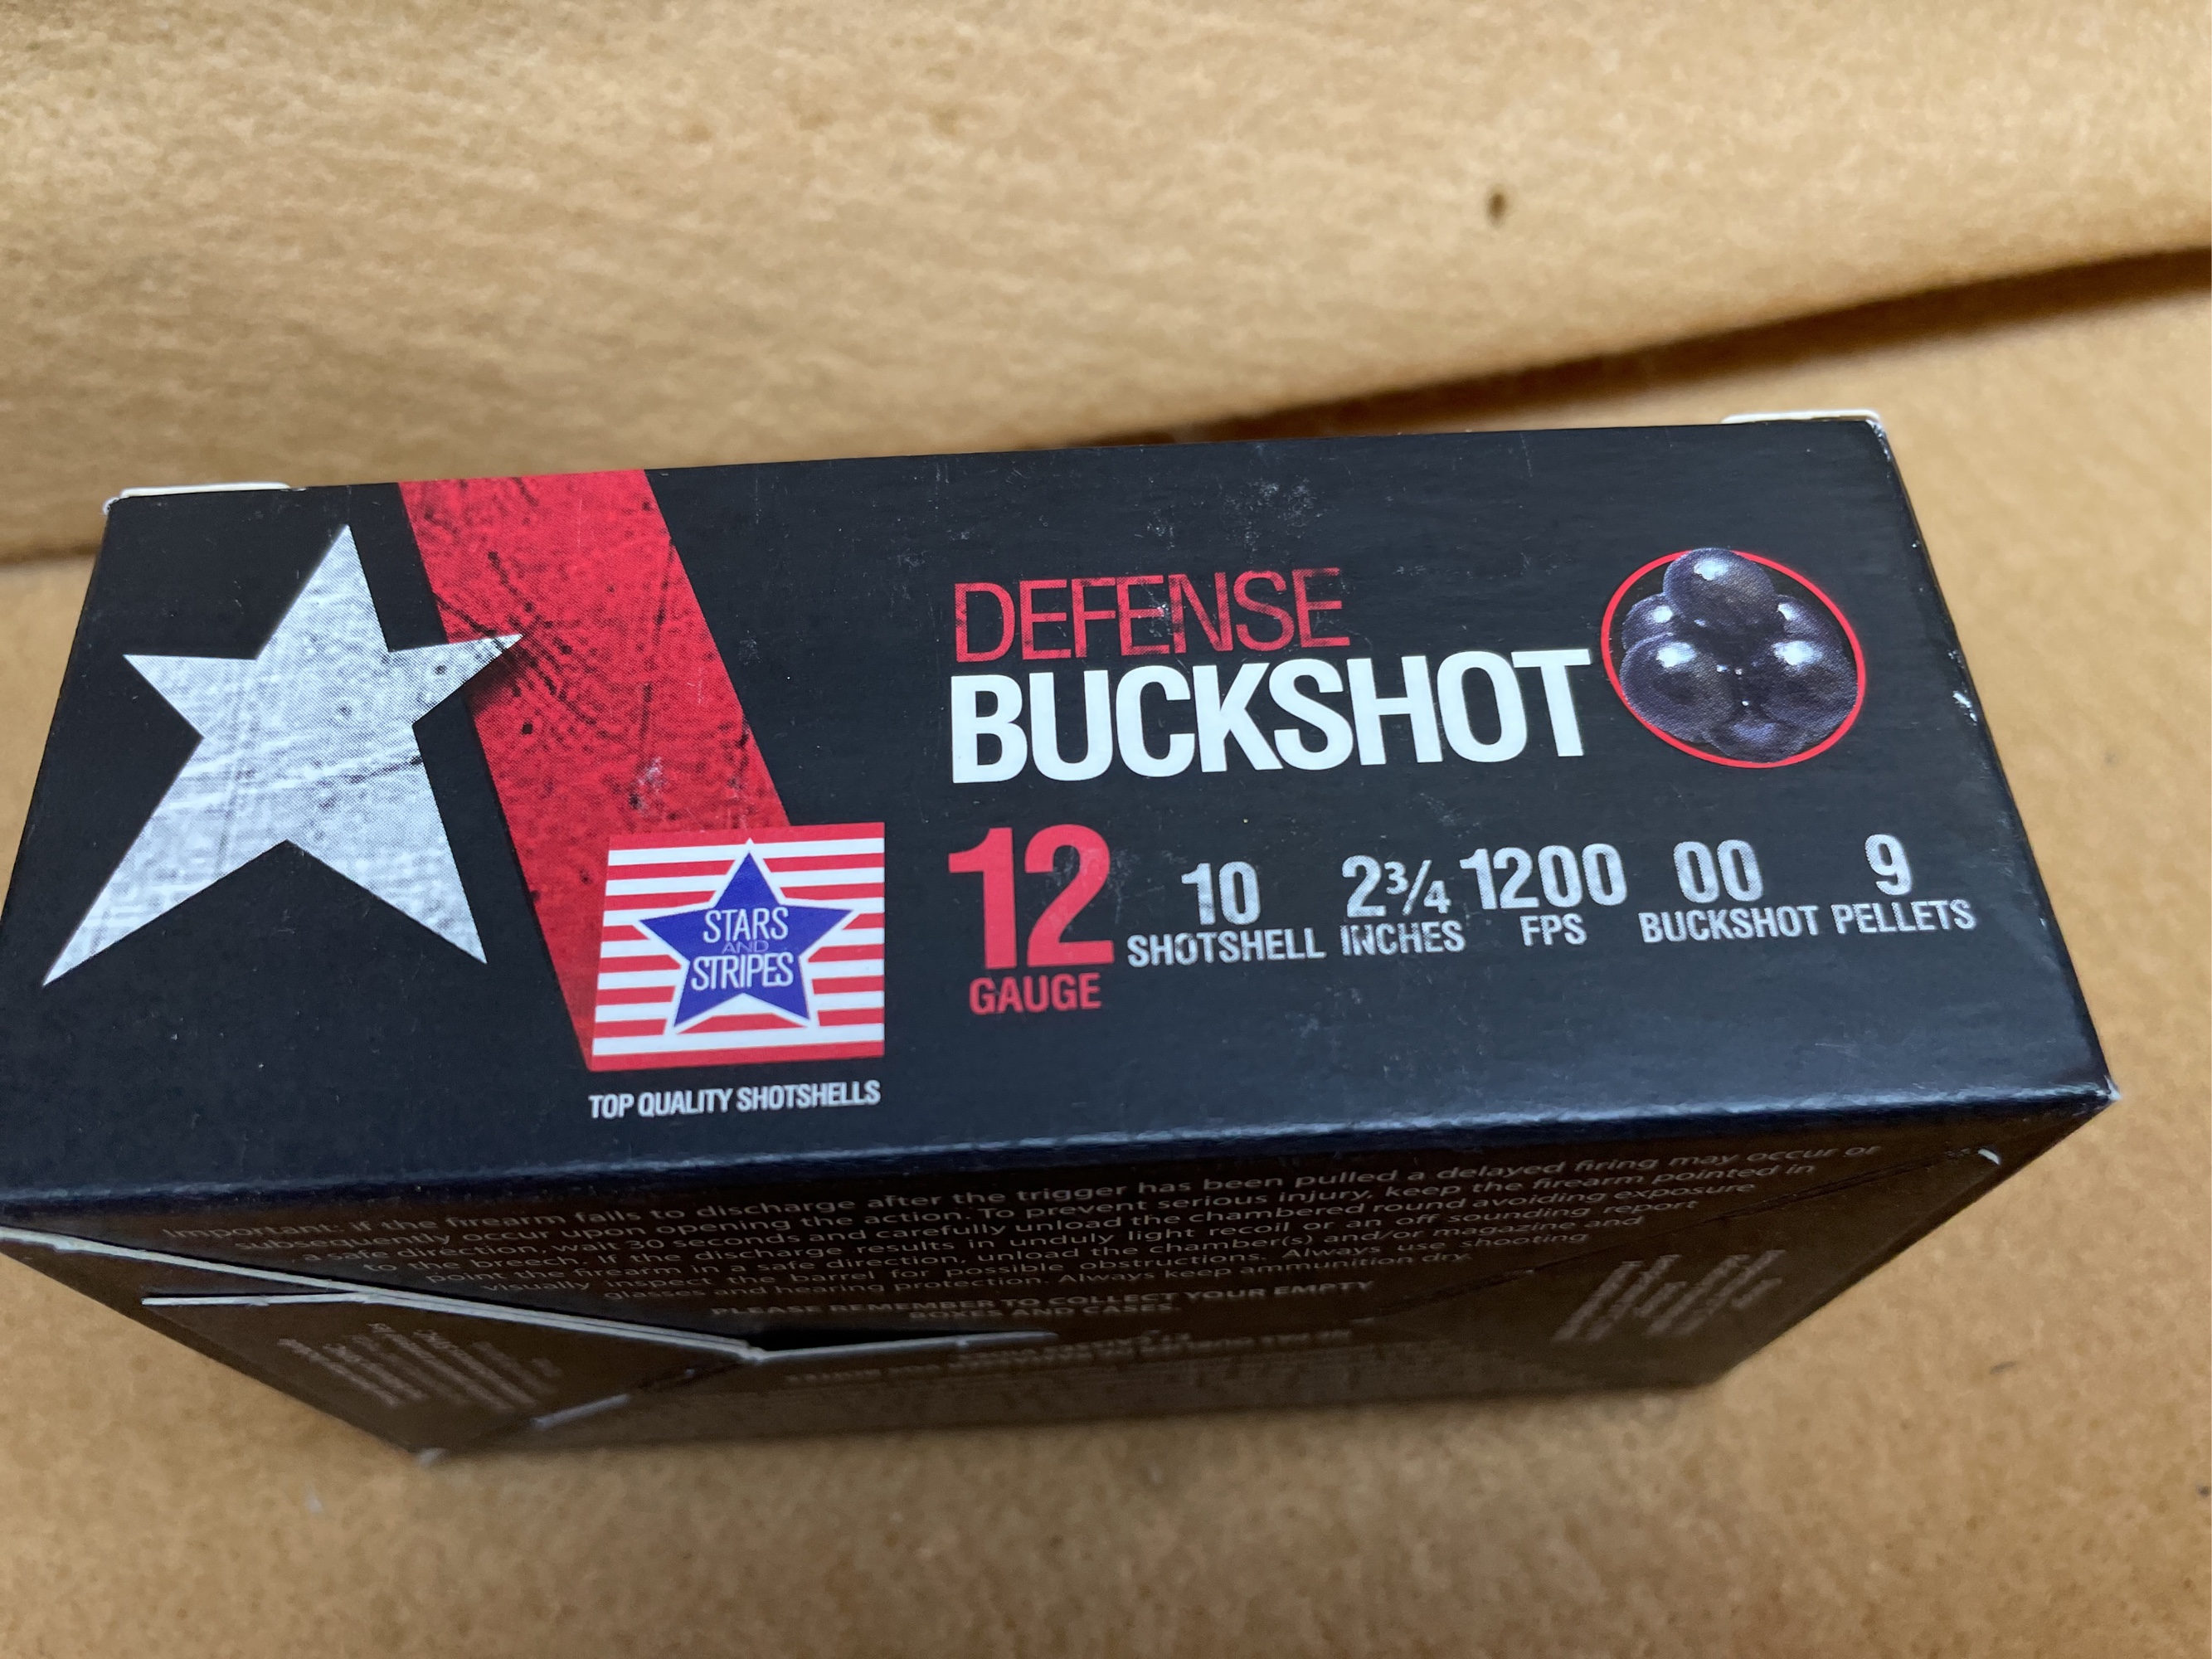 DEFENSE
BUCKSHOT
12
GAUGE
10
SHOTSHELL
2¾
INCHES
1200
FPS
00
BUCKSHOT
9
PELLETS
STARS
AND
STRIPES
TOP QUALITY SHOTSHELLS
Important: if the firearm fails to discharge after the trigger has been pulled a delayed firing may occur or
subsequently occur upon opening the action. To prevent serious injury, keep the firearm pointed in
a safe direction, wait 30 seconds and carefully unload the chambered round avoiding exposure
to the breech. If the discharge results in unduly light recoil or an off sounding report
point the firearm in a safe direction, unload the chamber(s) and/or magazine and
visually inspect the barrel for possible obstructions. Always use shooting
glasses and hearing protection. Always keep ammunition dry.
PLEASE REMEMBER TO COLLECT YOUR EMPTY
BOXES AND CASES.